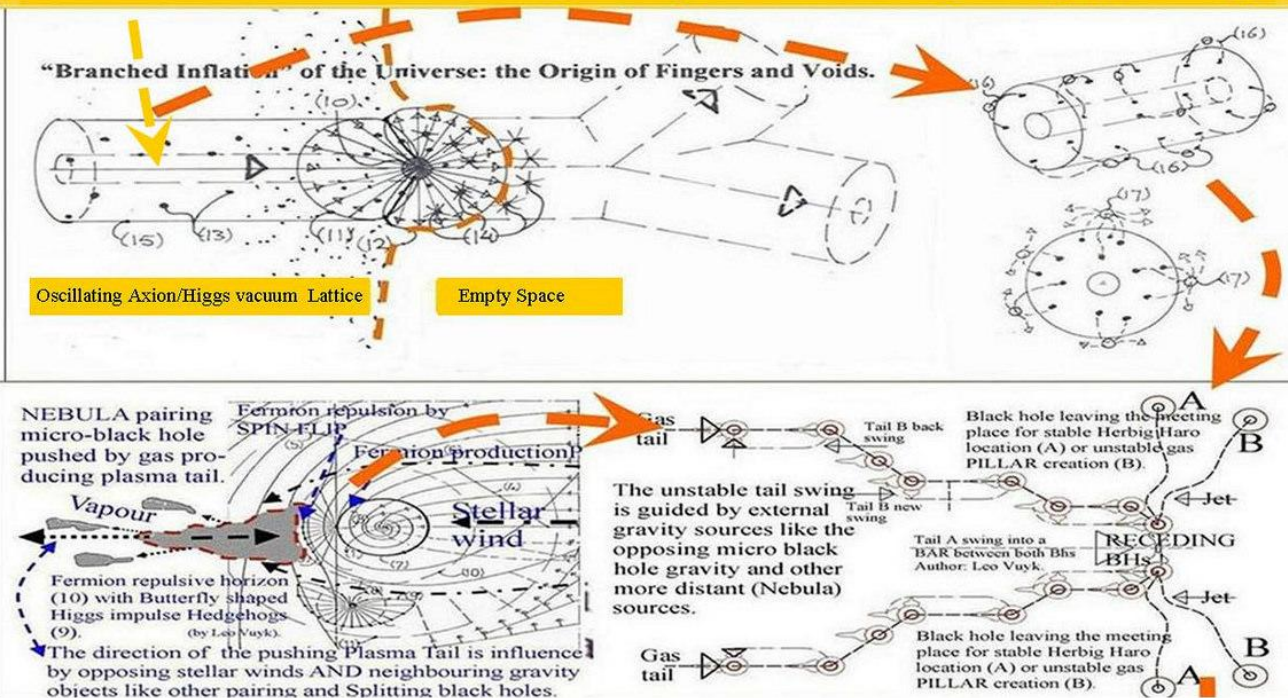 "Branched Inflation" of the Universe: the Origin of Fingers and Voids.
(10)
(15)
(13)
(11)
(12)
(14)
(16)
(16)
(16)
(17)
(17)
Oscillating Axion/Higgs vacuum Lattice
Empty Space
NEBULA pairing
micro-black hole
pushed by gas pro-
ducing plasma tail.
Vapour
Fermion repulsion by
SPIN FLIP
(5)
Fermion production
(4)
Stellar
wind
(7)
(10)
Fermion repulsive horizon
(10) with Butterfly shaped
Higgs impulse Hedgehogs
(9).
(by Leo Vuyk).
The direction of the pushing Plasma Tail is influence
by opposing stellar winds AND neighbouring gravity
objects like other pairing and Splitting black holes.
Gas
tail
Tail B back
swing
Tail B new
swing
The unstable tail swing
is guided by external
gravity sources like the
opposing micro black
hole gravity and other
more distant (Nebula)
sources.
Gas
tail
Black hole leaving the meeting
place for stable Herbig Haro
location (A) or unstable gas
PILLAR creation (B).
A
B
Jet
Tail A swing into a
BAR between both Bhs
Author: Leo Vuyk.
RECEDING
BHs
Jet
Black hole leaving the meeting
place for stable Herbig Haro
location (A) or unstable gas
PILLAR creation (B).
A
B